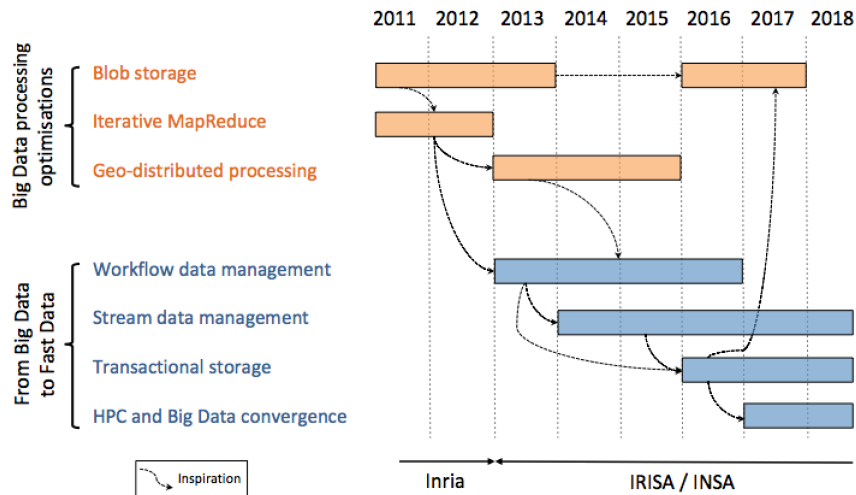 2011 2012 2013 2014 2015 2016 2017 2018
Big Data processing
optimisations
Blob storage
Iterative MapReduce
Geo-distributed processing
From Big Data
to Fast Data
Workflow data management
Stream data management
Transactional storage
HPC and Big Data convergence
Inspiration
Inria
IRISA / INSA